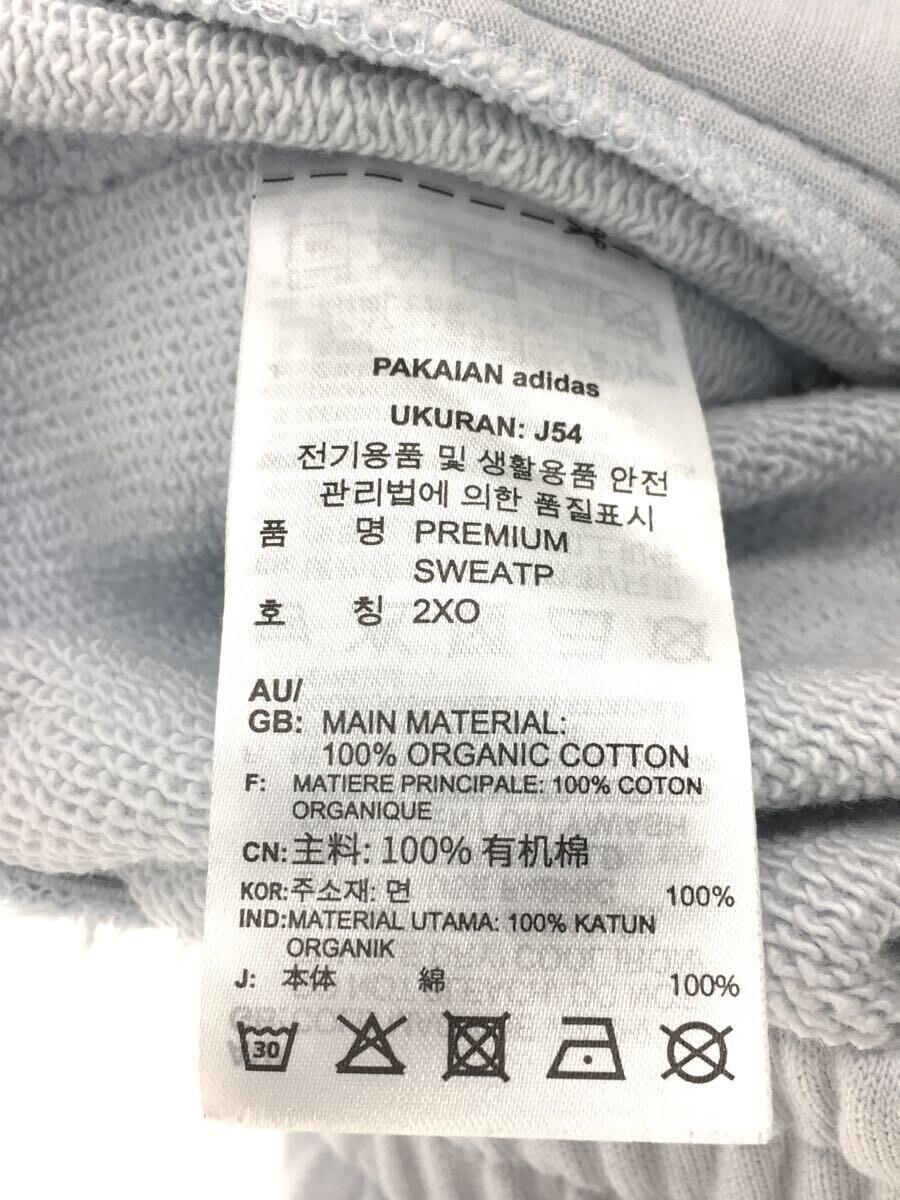 PAKAIAN adidas
UKURAN: J54
전기용품 및 생활용품 안전
관리법에 의한 품질표시
품 명 PREMIUM
SWEATP
호 칭 2XO
AU/
GB: MAIN MATERIAL:
100% ORGANIC COTTON
F: MATIERE PRINCIPALE: 100% COTON
ORGANIQUE
CN:主料: 100% 有机棉
KOR:주소재: 면 100%
IND:MATERIAL UTAMA: 100% KATUN
ORGANIK
J: 本体 綿 100%
30